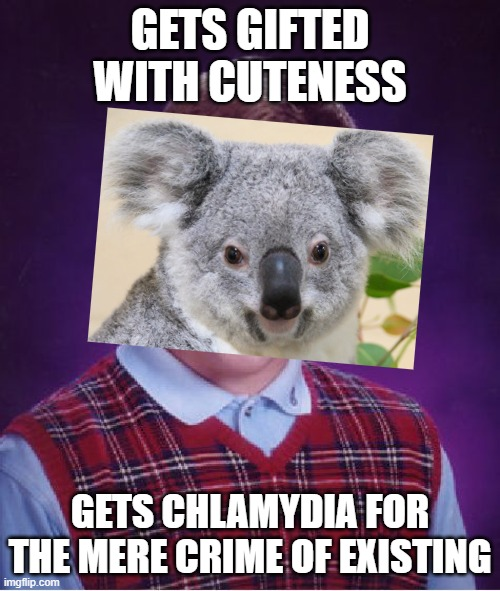 GETS GIFTED
WITH CUTENESS
GETS CHLAMYDIA FOR
THE MERE CRIME OF EXISTING
imgflip.com